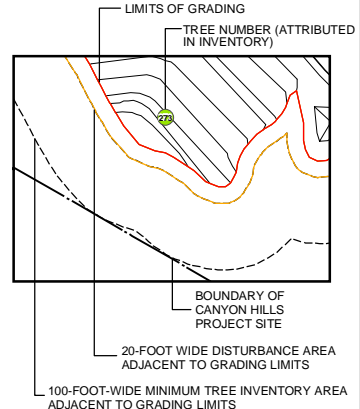 LIMITS OF GRADING
TREE NUMBER (ATTRIBUTED
IN INVENTORY)
273
BOUNDARY OF
CANYON HILLS
PROJECT SITE
20-FOOT WIDE DISTURBANCE AREA
ADJACENT TO GRADING LIMITS
100-FOOT-WIDE MINIMUM TREE INVENTORY AREA
ADJACENT TO GRADING LIMITS